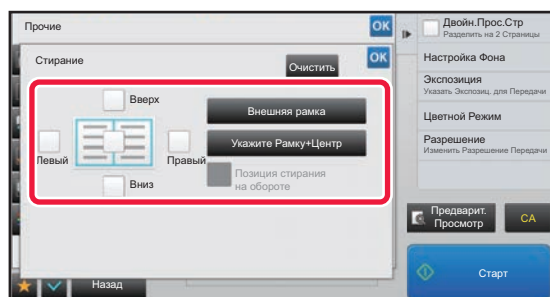 Прочие
OK
Стирание
Очистить
OK
Вверх
Левый
Правый
Вниз
Внешняя рамка
Укажите Рамку+Центр
Позиция стирания
на обороте
Назад
Двойн.Прос.Стр
Разделить на 2 Страницы
Настройка Фона
Экспозиция
Указать Экспозиц. для Передачи
Цветной Режим
Разрешение
Изменить Разрешение Передачи
Предварит.
Просмотр
CA
Старт